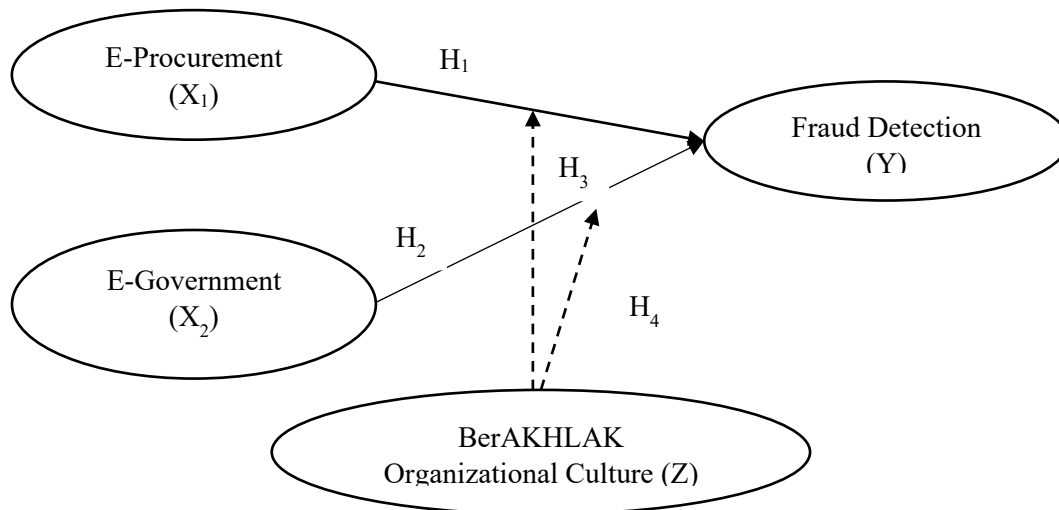 E-Procurement
(X₁)
H₁
Fraud Detection
(Y)
H₃
H₂
E-Government
(X₂)
H₄
BerAKHLAK
Organizational Culture (Z)